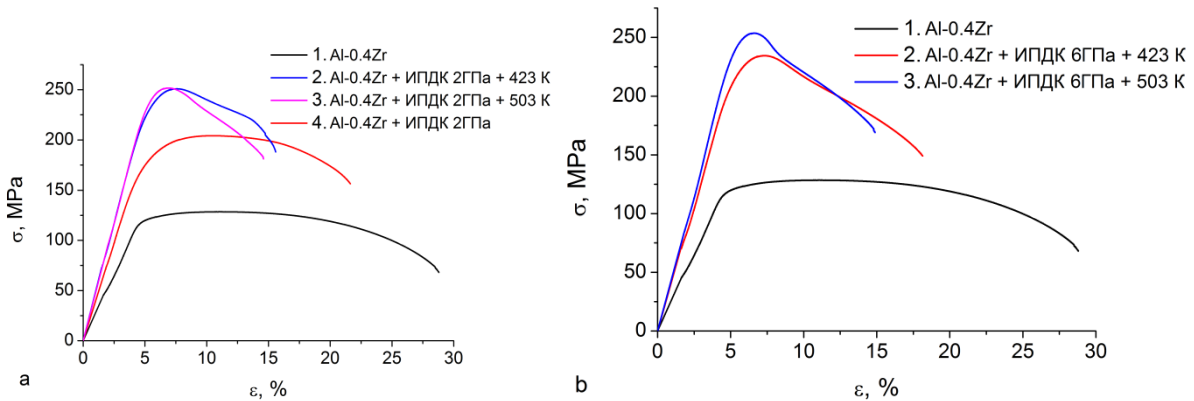 1. Al-0.4Zr
2. Al-0.4Zr + ИПДК 2ГПа + 423 K
3. Al-0.4Zr + ИПДК 2ГПа + 503 K
4. Al-0.4Zr + ИПДК 2ГПа
250
200
150
100
50
0
σ, MPa
0 5 10 15 20 25 30
ε, %
a
1. Al-0.4Zr
2. Al-0.4Zr + ИПДК 6ГПа + 423 K
3. Al-0.4Zr + ИПДК 6ГПа + 503 K
250
200
150
100
50
0
σ, MPa
0 5 10 15 20 25 30
ε, %
b